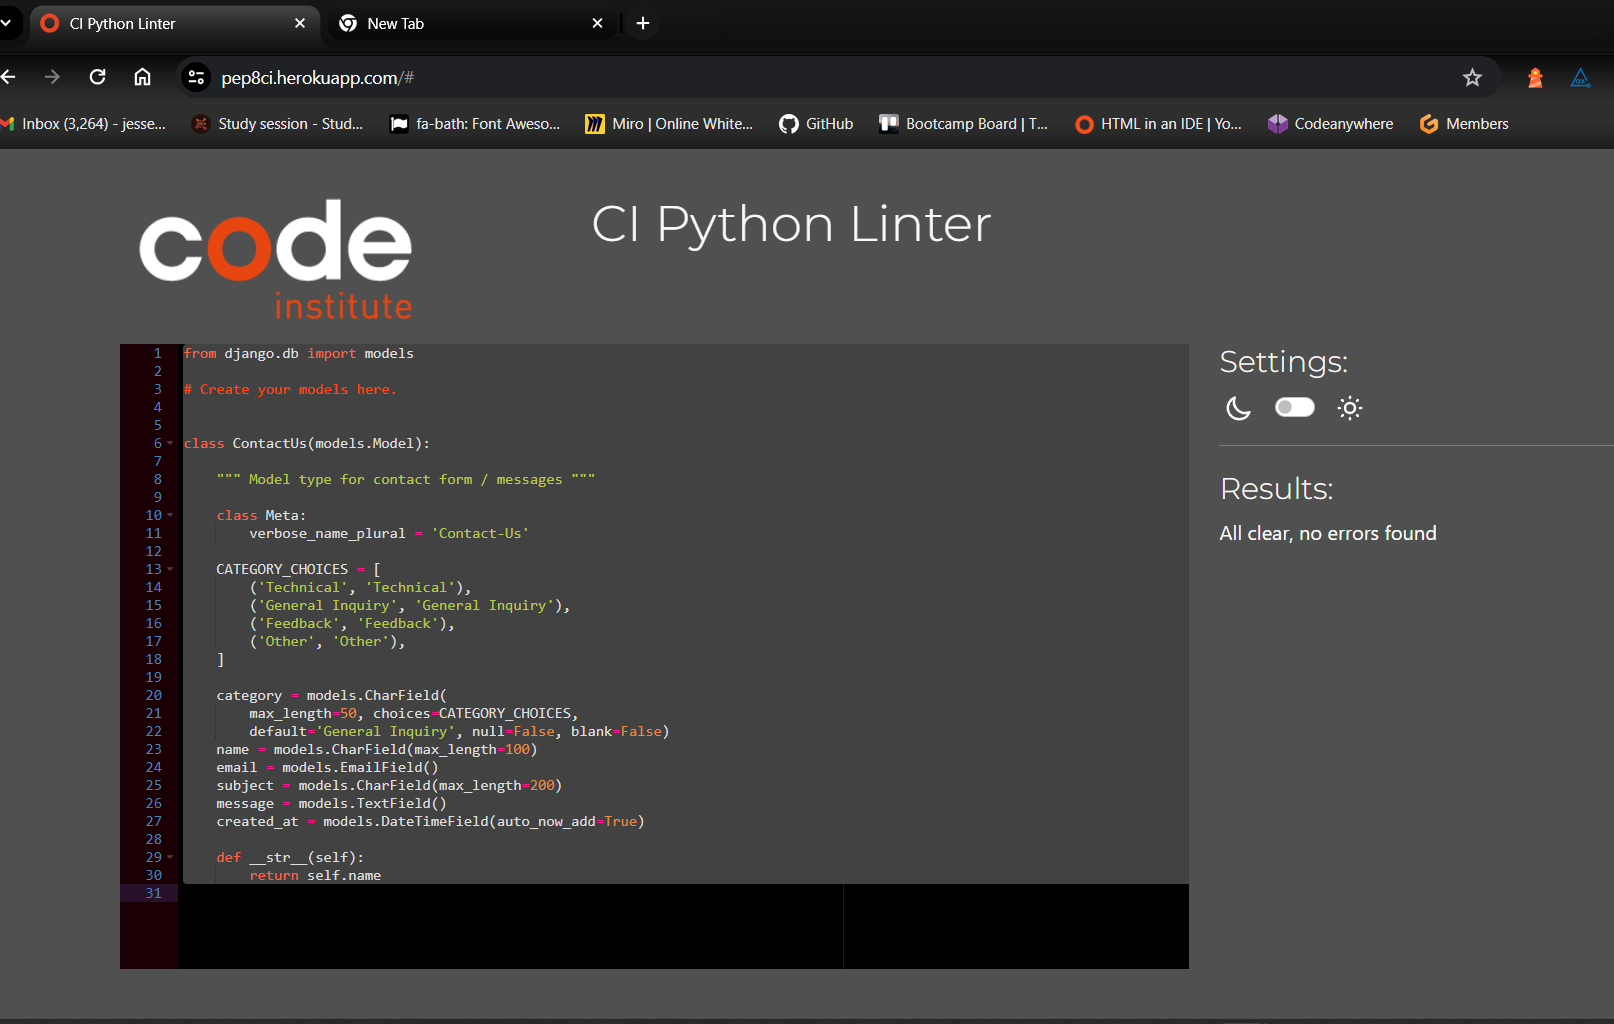 CI Python Linter
New Tab
pep8ci.herokuapp.com/#
Inbox (3,264) - jesse...
Study session - Stud...
fa-bath: Font Aweso...
Miro | Online White...
GitHub
Bootcamp Board | T...
HTML in an IDE | Yo...
Codeanywhere
Members
code
institute
CI Python Linter
1 from django.db import models
2
3 # Create your models here.
4
5
6 class ContactUs(models.Model):
7
8     """ Model type for contact form / messages """
9
10     class Meta:
11         verbose_name_plural = 'Contact-Us'
12
13     CATEGORY_CHOICES = [
14         ('Technical', 'Technical'),
15         ('General Inquiry', 'General Inquiry'),
16         ('Feedback', 'Feedback'),
17         ('Other', 'Other'),
18     ]
19
20     category = models.CharField(
21         max_length=50, choices=CATEGORY_CHOICES,
22         default='General Inquiry', null=False, blank=False)
23     name = models.CharField(max_length=100)
24     email = models.EmailField()
25     subject = models.CharField(max_length=200)
26     message = models.TextField()
27     created_at = models.DateTimeField(auto_now_add=True)
28
29     def __str__(self):
30         return self.name
31
Settings:
Results:
All clear, no errors found